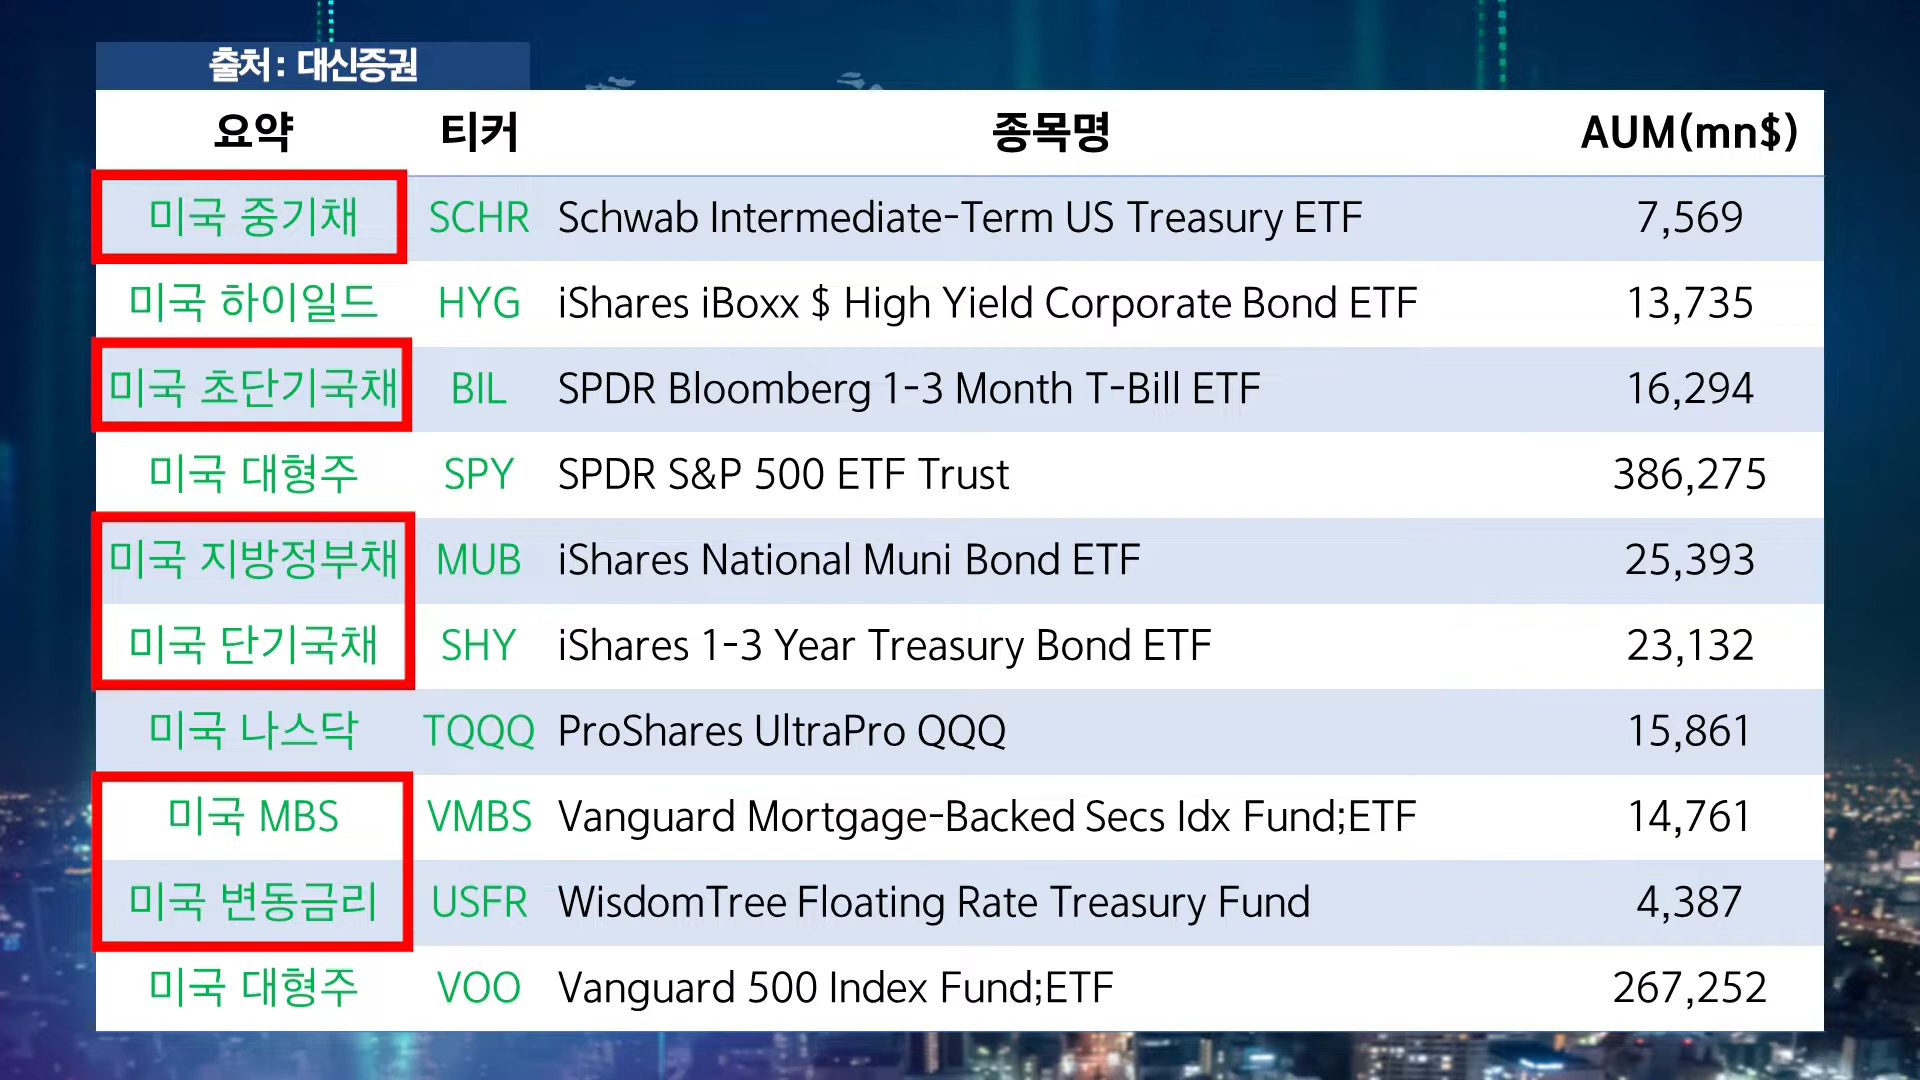 출처 : 대신증권
요약 티커 종목명 AUM(mn$)
미국 중기채 SCHR Schwab Intermediate-Term US Treasury ETF 7,569
미국 하이일드 HYG iShares iBoxx $ High Yield Corporate Bond ETF 13,735
미국 초단기국채 BIL SPDR Bloomberg 1-3 Month T-Bill ETF 16,294
미국 대형주 SPY SPDR S&P 500 ETF Trust 386,275
미국 지방정부채 MUB iShares National Muni Bond ETF 25,393
미국 단기국채 SHY iShares 1-3 Year Treasury Bond ETF 23,132
미국 나스닥 TQQQ ProShares UltraPro QQQ 15,861
미국 MBS VMBS Vanguard Mortgage-Backed Secs Idx Fund;ETF 14,761
미국 변동금리 USFR WisdomTree Floating Rate Treasury Fund 4,387
미국 대형주 VOO Vanguard 500 Index Fund;ETF 267,252